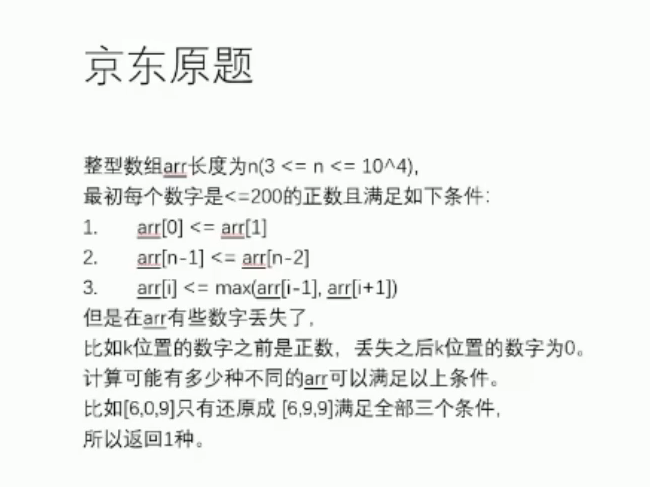 京东原题
整型数组arr长度为n(3 <= n <= 10^4),
最初每个数字是<=200的正数且满足如下条件:
1. arr[0] <= arr[1]
2. arr[n-1] <= arr[n-2]
3. arr[i] <= max(arr[i-1], arr[i+1])
但是在arr有些数字丢失了,
比如k位置的数字之前是正数，丢失之后k位置的数字为0。
计算可能有多少种不同的arr可以满足以上条件。
比如[6,0,9]只有还原成 [6,9,9]满足全部三个条件,
所以返回1种。